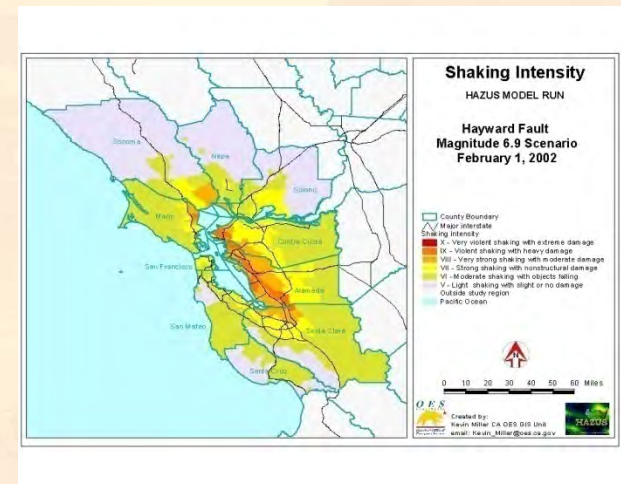 Shaking Intensity
HAZUS MODEL RUN
Hayward Fault
Magnitude 6.9 Scenario
February 1, 2002
County Boundary
Major interstate
Shaking Intensity
X - Very violent shaking with extreme damage
IX - Violent shaking with heavy damage
VIII - Very strong shaking with moderate damage
VII - Strong shaking with nonstructural damage
VI - Moderate shaking with objects falling
V - Light shaking with slight or no damage
Outside study region
Pacific Ocean
N
0 10 20 30 40 50 60 Miles
OES
Created by:
Kevin Miller CA OES GIS Unit
email: Kevin_Miller@oes.ca.gov
HAZUS
Sonoma
Napa
Solano
Marin
Contra Costa
San Francisco
Alameda
San Mateo
Santa Clara
Santa Cruz